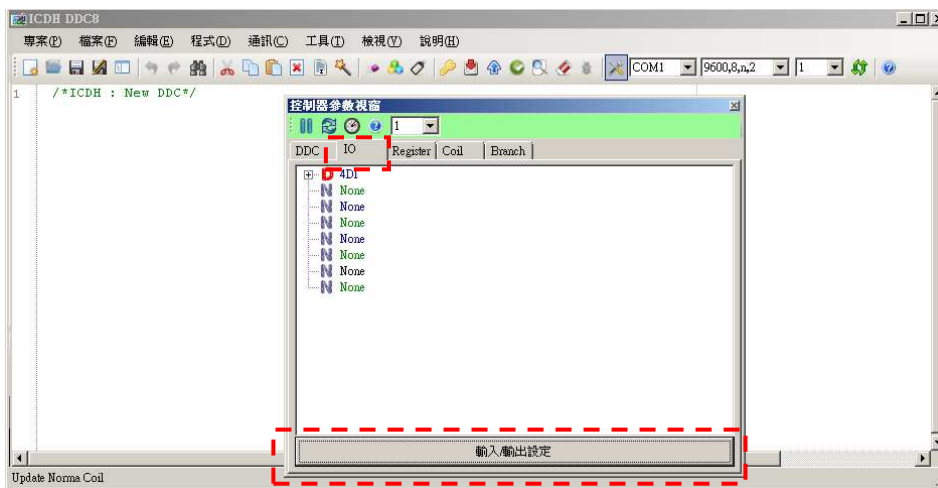 ICDH DDC8
專案(P) 檔案(F) 編輯(E) 程式(D) 通訊(C) 工具(T) 檢視(V) 說明(H)
COM1 9600,8,n,2 1
1 /*ICDH : New DDC*/
控制器參數視窗
1
DDC IO Register Coil Branch
4DI
None
None
None
None
None
None
None
輸入/輸出設定
Update Norma Coil